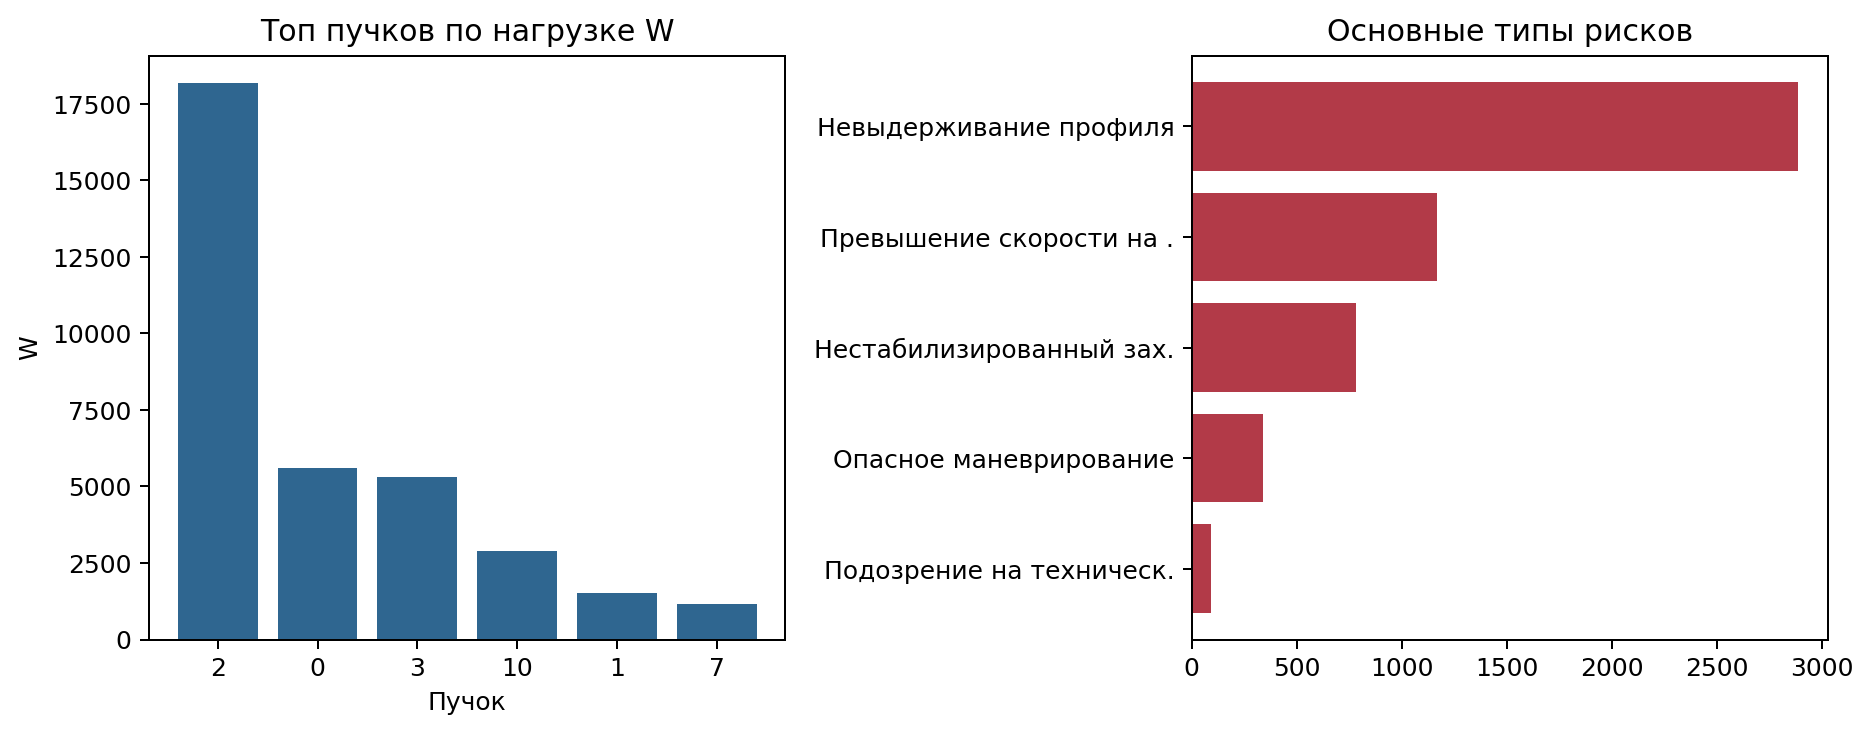 Топ пучков по нагрузке W
17500
15000
12500
10000
7500
5000
2500
0
W
2 0 3 10 1 7
Пучок
Основные типы рисков
Невыдерживание профиля
Превышение скорости на .
Нестабилизированный зах.
Опасное маневрирование
Подозрение на техническ.
0 500 1000 1500 2000 2500 3000